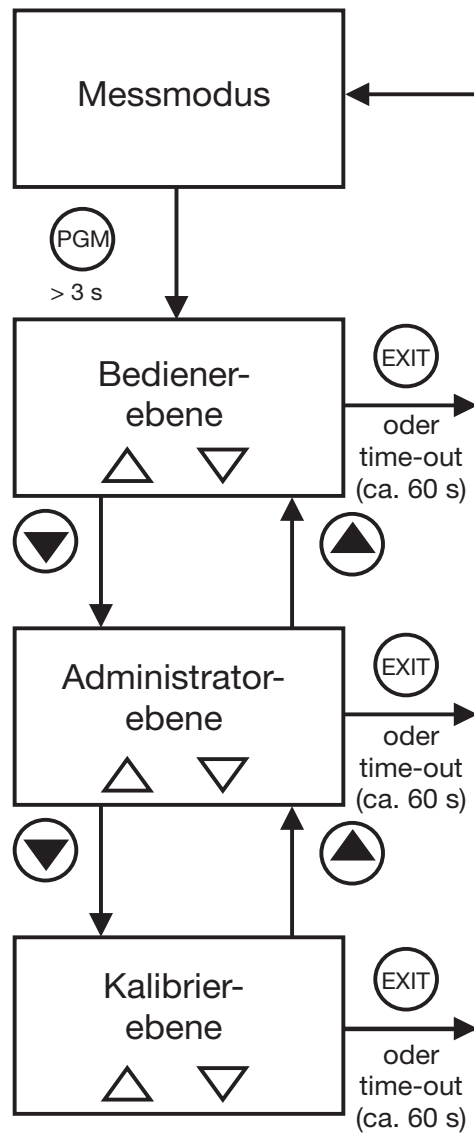 Messmodus
PGM
> 3 s
Bediener-
ebene
EXIT
oder
time-out
(ca. 60 s)
Administrator-
ebene
EXIT
oder
time-out
(ca. 60 s)
Kalibrier-
ebene
EXIT
oder
time-out
(ca. 60 s)